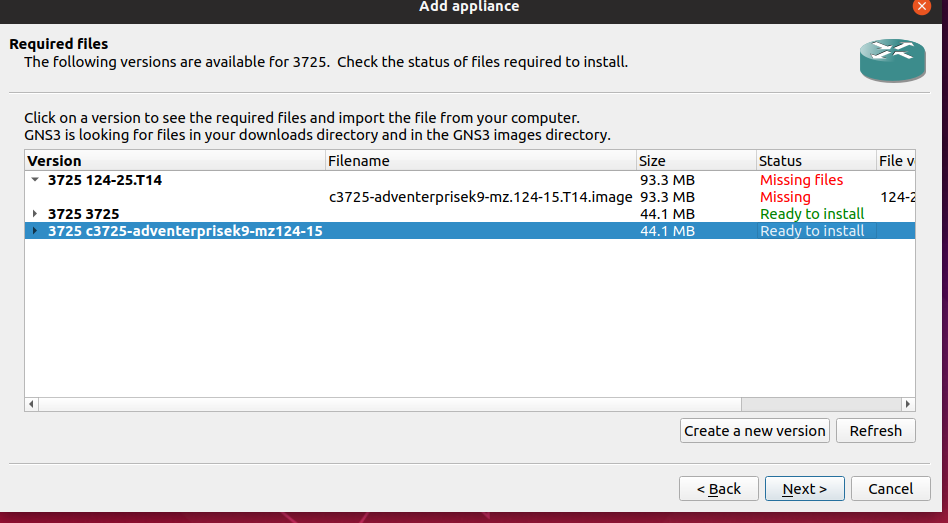 Add appliance
Required files
The following versions are available for 3725. Check the status of files required to install.
Click on a version to see the required files and import the file from your computer.
GNS3 is looking for files in your downloads directory and in the GNS3 images directory.
Version Filename Size Status File v
3725 124-25.T14 93.3 MB Missing files
c3725-adventerprisek9-mz.124-15.T14.image 93.3 MB Missing 124-2
3725 3725 44.1 MB Ready to install
3725 c3725-adventerprisek9-mz124-15 44.1 MB Ready to install
Create a new version Refresh
< Back Next > Cancel